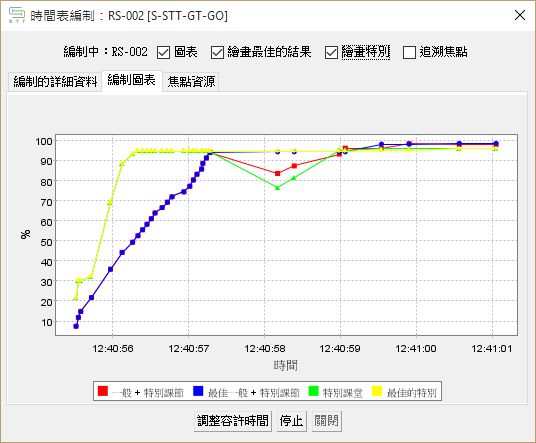 STT
時間表編制：RS-002 [S-STT-GT-GO]
編制中：RS-002 圖表 繪畫最佳的結果 繪畫特別 追溯焦點
編制的詳細資料 編制圖表 焦點資源
100
90
80
70
60
50
40
30
20
10
%
12:40:56 12:40:57 12:40:58 12:40:59 12:41:00 12:41:01
時間
一般 + 特別課節 最佳一般 + 特別課節 特別課堂 最佳的特別
調整容許時間 停止 關閉